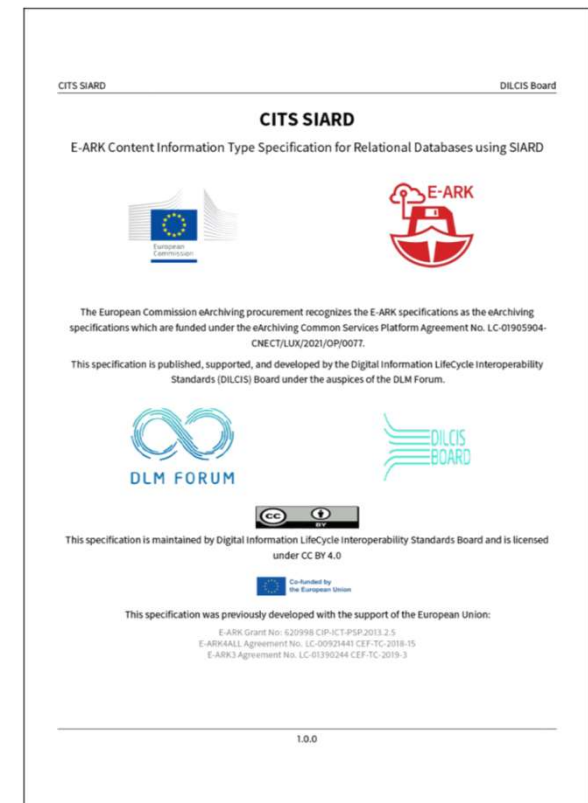 CITS SIARD DILCIS Board
CITS SIARD
E-ARK Content Information Type Specification for Relational Databases using SIARD
European
Commission
E-ARK
The European Commission eArchiving procurement recognizes the E-ARK specifications as the eArchiving
specifications which are funded under the eArchiving Common Services Platform Agreement No. LC-01905904-
CNECT/LUX/2021/OP/0077.
This specification is published, supported, and developed by the Digital Information LifeCycle Interoperability
Standards (DILCIS) Board under the auspices of the DLM Forum.
DLM FORUM
DILCIS
BOARD
CC
BY
This specification is maintained by Digital Information LifeCycle Interoperability Standards Board and is licensed
under CC BY 4.0
Co-funded by
the European Union
This specification was previously developed with the support of the European Union:
E-ARK Grant No: 620998 CIP-ICT-PSP.2013.2.5
E-ARK4ALL Agreement No. LC-00921441 CEF-TC-2018-15
E-ARK3 Agreement No. LC-01390244 CEF-TC-2019-3
1.0.0